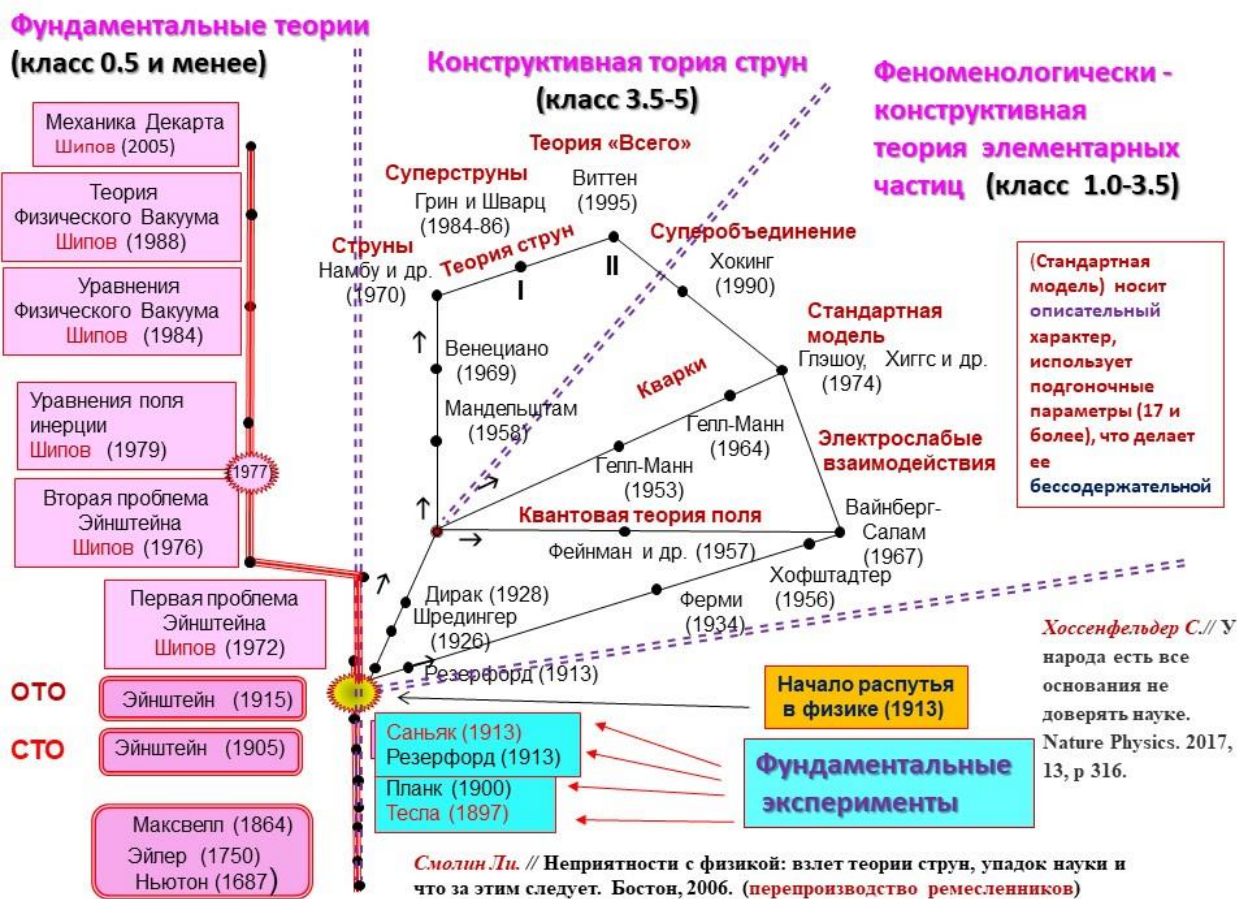 Фундаментальные теории
(класс 0.5 и менее)
Механика Декарта
Шипов (2005)
Теория
Физического Вакуума
Шипов (1988)
Уравнения
Физического Вакуума
Шипов (1984)
Уравнения поля
инерции
Шипов (1979)
1977
Вторая проблема
Эйнштейна
Шипов (1976)
Первая проблема
Эйнштейна
Шипов (1972)
ОТО
Эйнштейн (1915)
СТО
Эйнштейн (1905)
Максвелл (1864)
Эйлер (1750)
Ньютон (1687)
Конструктивная тория струн
(класс 3.5-5)
Теория «Всего»
Виттен
(1995)
Суперструны
Грин и Шварц
(1984-86)
Струны
Намбу и др.
(1970)
Теория струн
I
II
Суперобъединение
Хокинг
(1990)
Венециано
(1969)
Мандельштам
(1958)
Стандартная
модель
Глэшоу, Хиггс и др.
(1974)
Кварки
Гелл-Манн
(1964)
Гелл-Манн
(1953)
Электрослабые
взаимодействия
Квантовая теория поля
Фейнман и др. (1957)
Вайнберг-
Салам
(1967)
Хофштадтер
(1956)
Ферми
(1934)
Дирак (1928)
Шредингер
(1926)
Резерфорд (1913)
Феноменологически -
конструктивная
теория элементарных
частиц (класс 1.0-3.5)
(Стандартная
модель) носит
описательный
характер,
использует
подгоночные
параметры (17 и
более), что делает
ее
бессодержательной
Начало распутья
в физике (1913)
Саньяк (1913)
Резерфорд (1913)
Планк (1900)
Тесла (1897)
Фундаментальные
эксперименты
Хоссенфельдер С.// У
народа есть все
основания не
доверять науке.
Nature Physics. 2017,
13, p 316.
Смолин Ли. // Неприятности с физикой: взлет теории струн, упадок науки и
что за этим следует. Бостон, 2006. (перепроизводство ремесленников)